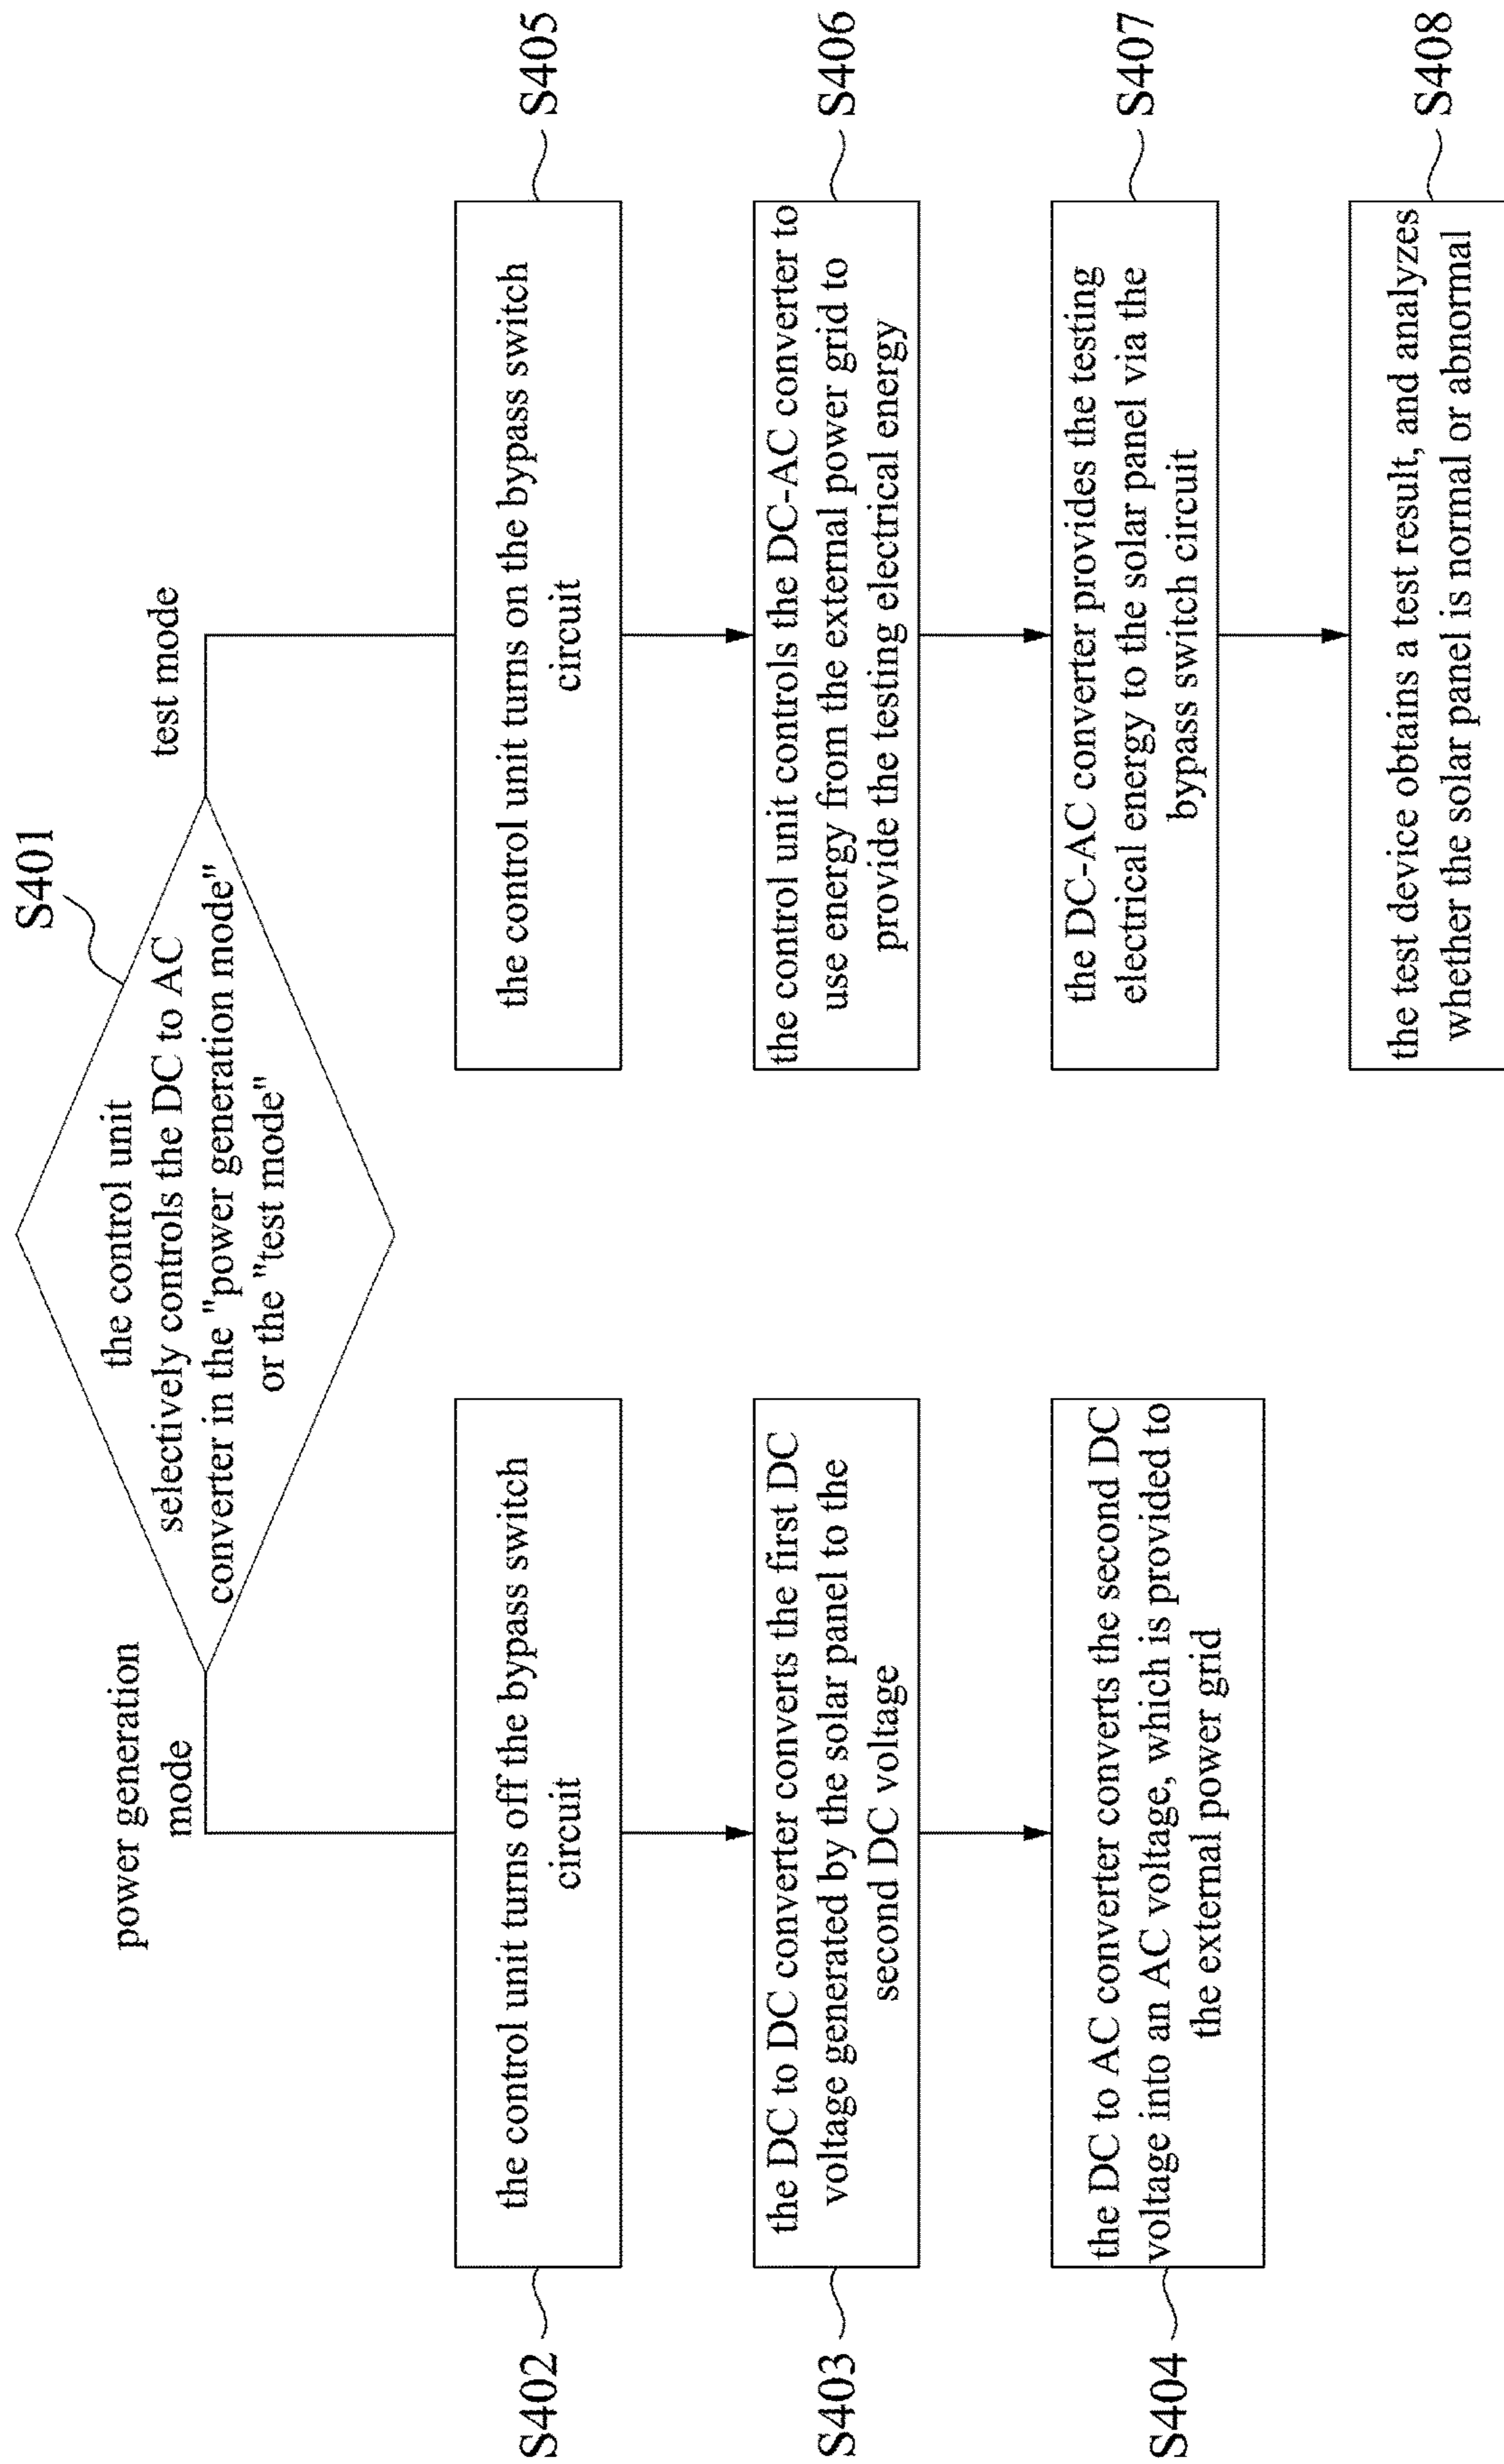 S401
the control unit
selectively controls the DC to AC
converter in the "power generation mode"
or the "test mode"
power generation
mode
test mode
the control unit turns off the bypass switch
circuit
S402
the DC to DC converter converts the first DC
voltage generated by the solar panel to the
second DC voltage
S403
the DC to AC converter converts the second DC
voltage into an AC voltage, which is provided to
the external power grid
S404
the control unit turns on the bypass switch
circuit
S405
the control unit controls the DC-AC converter to
use energy from the external power grid to
provide the testing electrical energy
S406
the DC-AC converter provides the testing
electrical energy to the solar panel via the
bypass switch circuit
S407
the test device obtains a test result, and analyzes
whether the solar panel is normal or abnormal
S408